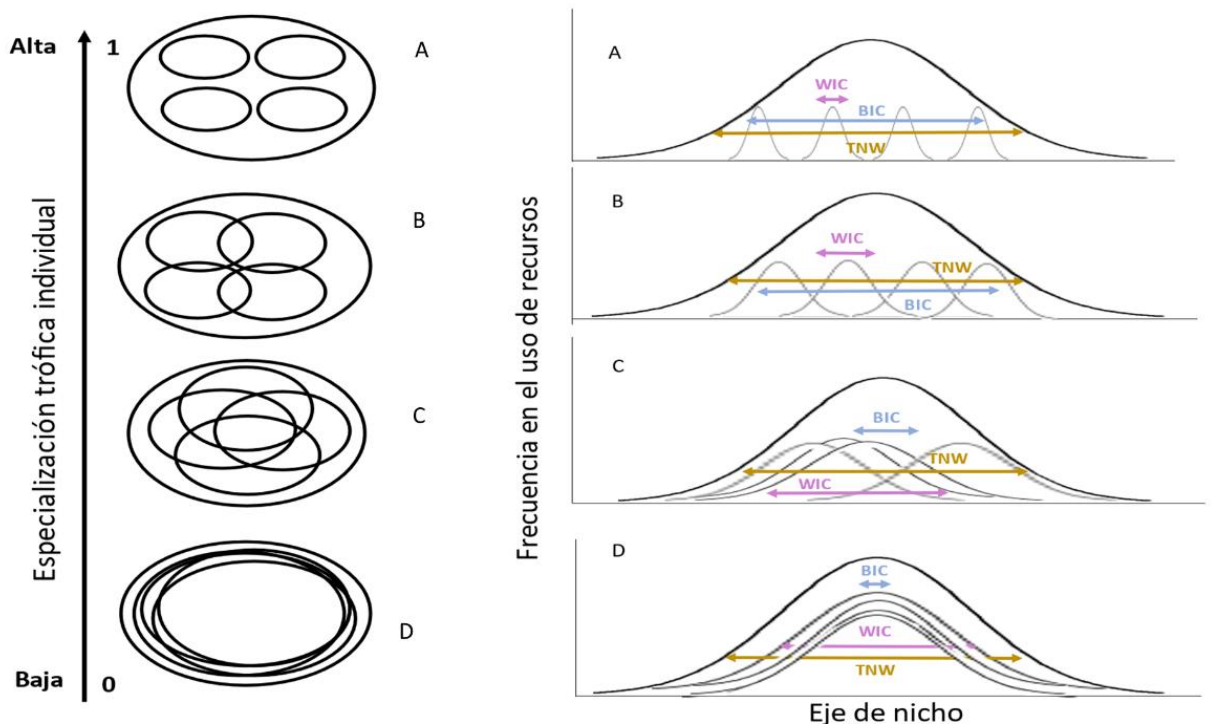 Alta
1
A
B
C
D
Baja
0
Especialización trófica individual
Frecuencia en el uso de recursos
A
WIC
BIC
TNW
B
WIC
TNW
BIC
C
BIC
TNW
WIC
D
BIC
WIC
TNW
Eje de nicho